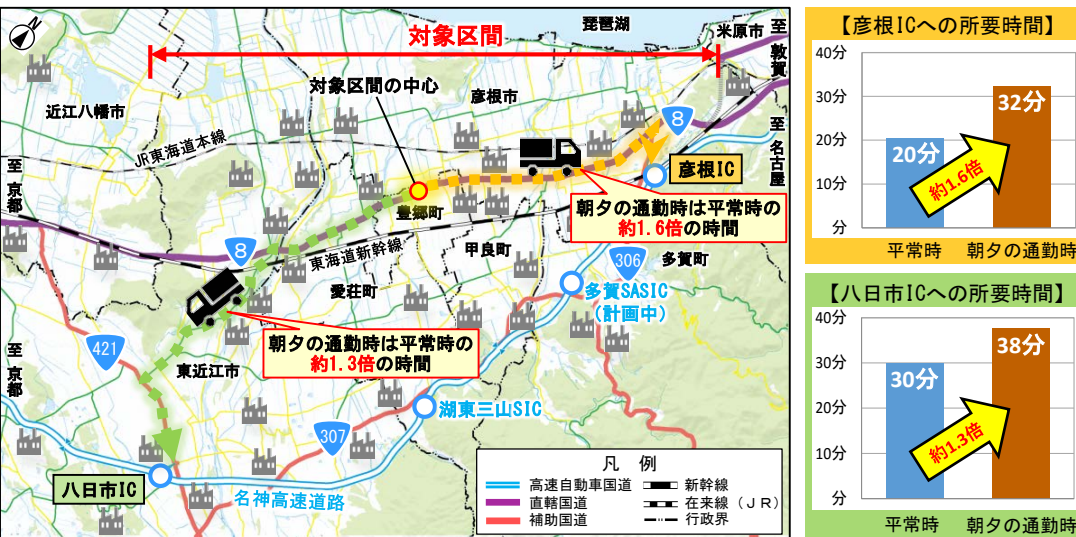 N
対象区間
琵琶湖
米原市
至 敦賀
近江八幡市
対象区間の中心
彦根市
8
至 名古屋
JR東海道本線
彦根IC
至 京都
豊郷町
朝夕の通勤時は平常時の
約1.6倍の時間
8
東海道新幹線
甲良町
306
多賀町
愛荘町
多賀SASIC
(計画中)
朝夕の通勤時は平常時の
約1.3倍の時間
至 京都
421
東近江市
湖東三山SIC
307
八日市IC
名神高速道路
凡 例
高速自動車国道
新幹線
直轄国道
在来線(JR)
補助国道
行政界
【彦根ICへの所要時間】
40分
30分
20分
10分
分
20分
32分
約1.6倍
平常時 朝夕の通勤時
【八日市ICへの所要時間】
40分
30分
20分
10分
分
30分
38分
約1.3倍
平常時 朝夕の通勤時